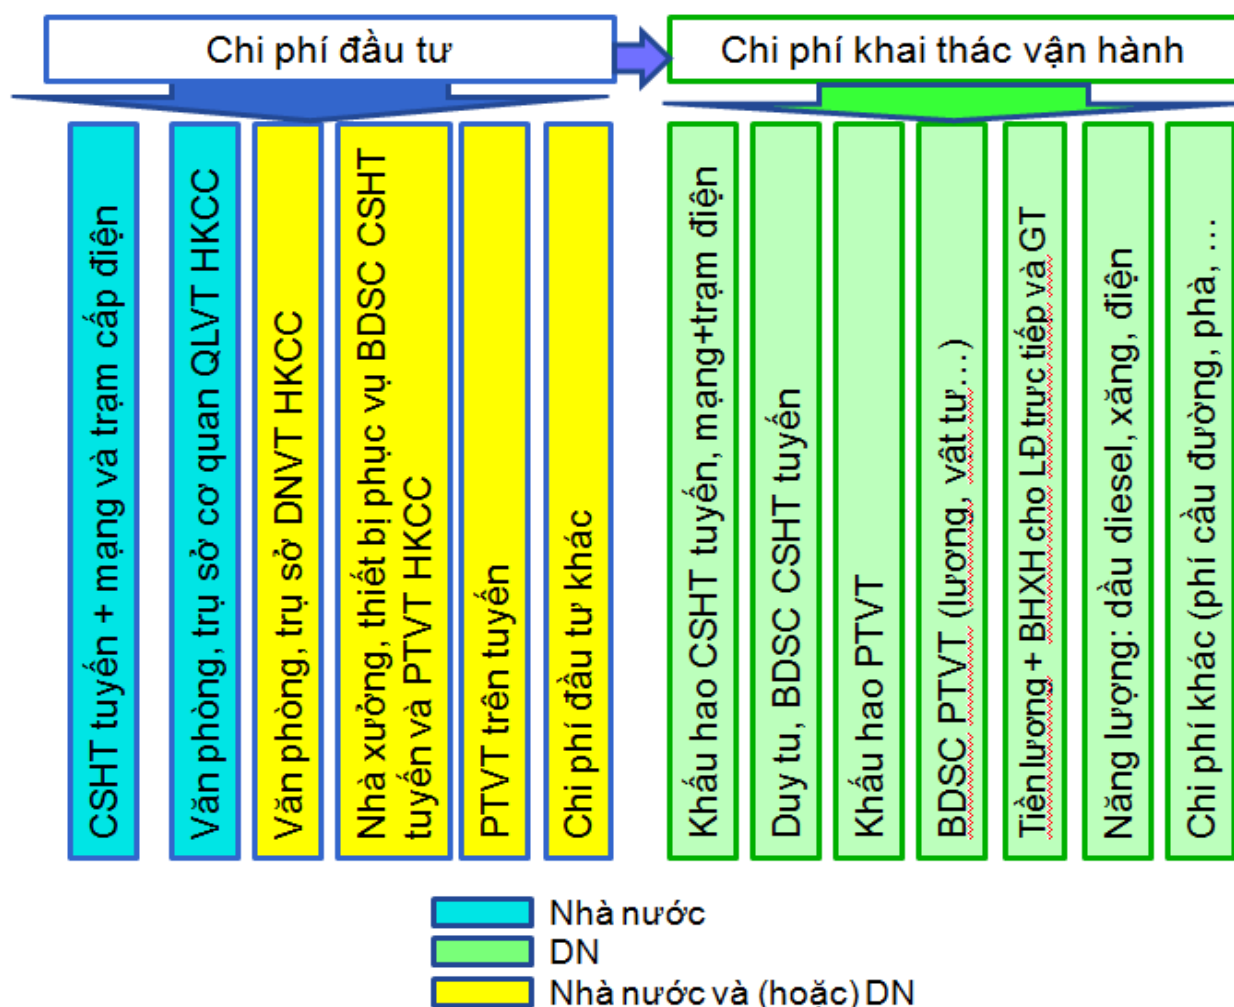 Chi phí đầu tư
Chi phí khai thác vận hành
CSHT tuyến + mạng và trạm cấp điện
Văn phòng, trụ sở cơ quan QLVT HKCC
Văn phòng, trụ sở DNVT HKCC
Nhà xưởng, thiết bị phục vụ BDSC CSHT
tuyến và PTVT HKCC
PTVT trên tuyến
Chi phí đầu tư khác
Khấu hao CSHT tuyến, mạng+trạm điện
Duy tu, BDSC CSHT tuyến
Khấu hao PTVT
BDSC PTVT (lương, vật tư…)
Tiền lương + BHXH cho LĐ trưc tiếp và GT
Năng lượng: dầu diesel, xăng, điện
Chi phí khác (phí cầu đường, phà, …
Nhà nước
DN
Nhà nước và (hoặc) DN